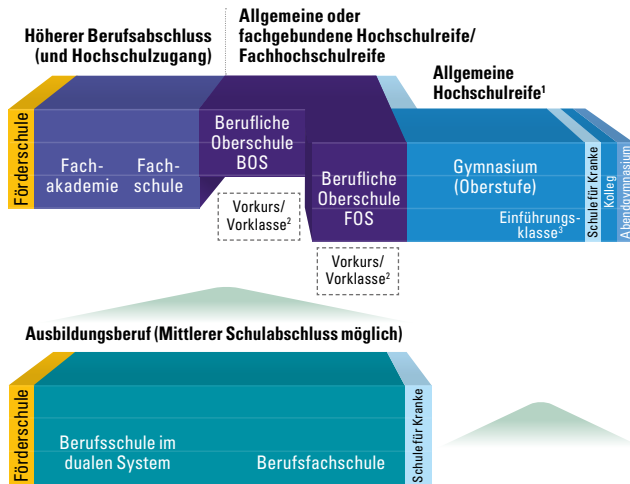 Höherer Berufsabschluss
(und Hochschulzugang)
Allgemeine oder
fachgebundene Hochschulreife/
Fachhochschulreife
Allgemeine
Hochschulreife¹
Förderschule
Fach-
akademie
Fach-
schule
Berufliche
Oberschule
BOS
Vorkurs/
Vorklasse²
Berufliche
Oberschule
FOS
Vorkurs/
Vorklasse²
Gymnasium
(Oberstufe)
Einführungs-
klasse³
Schule für Kranke
Kolleg
Abendgymnasium
Ausbildungsberuf (Mittlerer Schulabschluss möglich)
Förderschule
Berufsschule im
dualen System
Berufsfachschule
Schule für Kranke